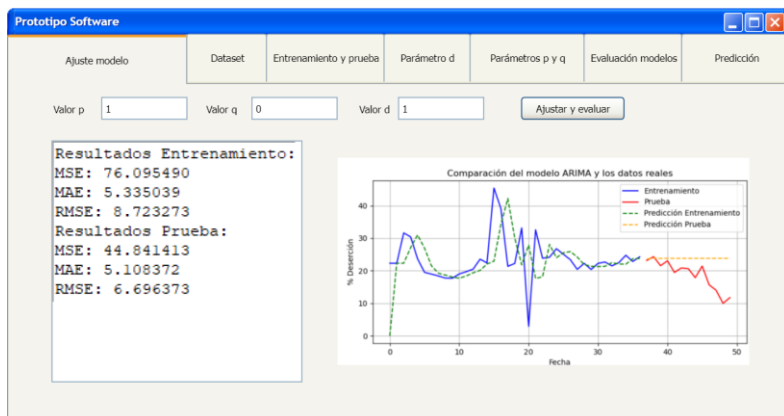 Prototipo Software
Ajuste modelo
Dataset
Entrenamiento y prueba
Parámetro d
Parámetros p y q
Evaluación modelos
Predicción
Valor p 1
Valor q 0
Valor d 1
Ajustar y evaluar
Resultados Entrenamiento:
MSE: 76.095490
MAE: 5.335039
RMSE: 8.723273
Resultados Prueba:
MSE: 44.841413
MAE: 5.108372
RMSE: 6.696373
Comparación del modelo ARIMA y los datos reales
Entrenamiento
Prueba
Predicción Entrenamiento
Predicción Prueba
% Deserción
40
30
20
10
0
0 10 20 30 40 50
Fecha